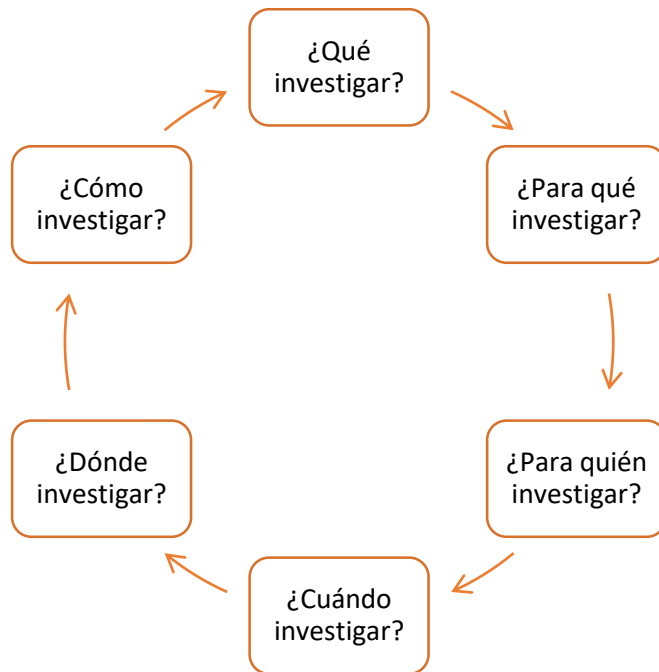 ¿Qué
investigar?
¿Para qué
investigar?
¿Para quién
investigar?
¿Cuándo
investigar?
¿Dónde
investigar?
¿Cómo
investigar?